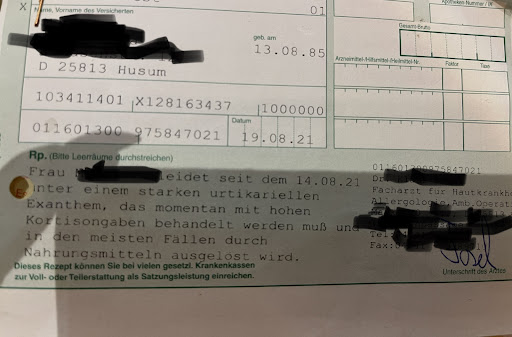 X Name, Vorname des Versicherten 01
Apotheken-Nummer / IK
geb. am
13.08.85
D 25813 Husum
Gesamt-Brutto
Arzneimittel-/Hilfsmittel-/Heilmittel-Nr. Faktor Taxe
103411401 X128163437 1000000
011601300 975847021 Datum 19.08.21
Rp. (Bitte Leerräume durchstreichen)
Frau leidet seit dem 14.08.21
unter einem starken urtikariellen
Exanthem, das momentan mit hohen
Kortisongaben behandelt werden muß und
in den meisten Fällen durch
Nahrungsmitteln ausgelöst wird.
011601300975847021
Facharzt für Hautkrankh
Allergologie, Amb. Operat
Tel
Fax:0
Dieses Rezept können Sie bei vielen gesetzl. Krankenkassen
zur Voll- oder Teilerstattung als Satzungsleistung einreichen.
Unterschrift des Arztes